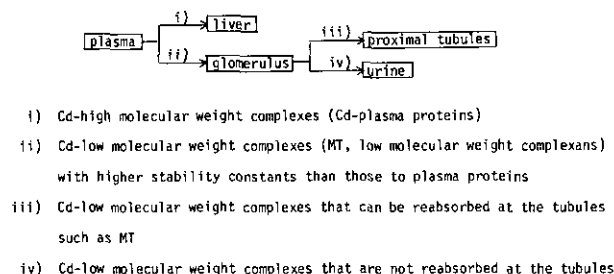 i)
liver
plasma
ii)
glomerulus
iii)
proximal tubules
iv)
urine
i) Cd-high molecular weight complexes (Cd-plasma proteins)
ii) Cd-low molecular weight complexes (MT, low molecular weight complexans)
with higher stability constants than those to plasma proteins
iii) Cd-low molecular weight complexes that can be reabsorbed at the tubules
such as MT
iv) Cd-low molecular weight complexes that are not reabsorbed at the tubules